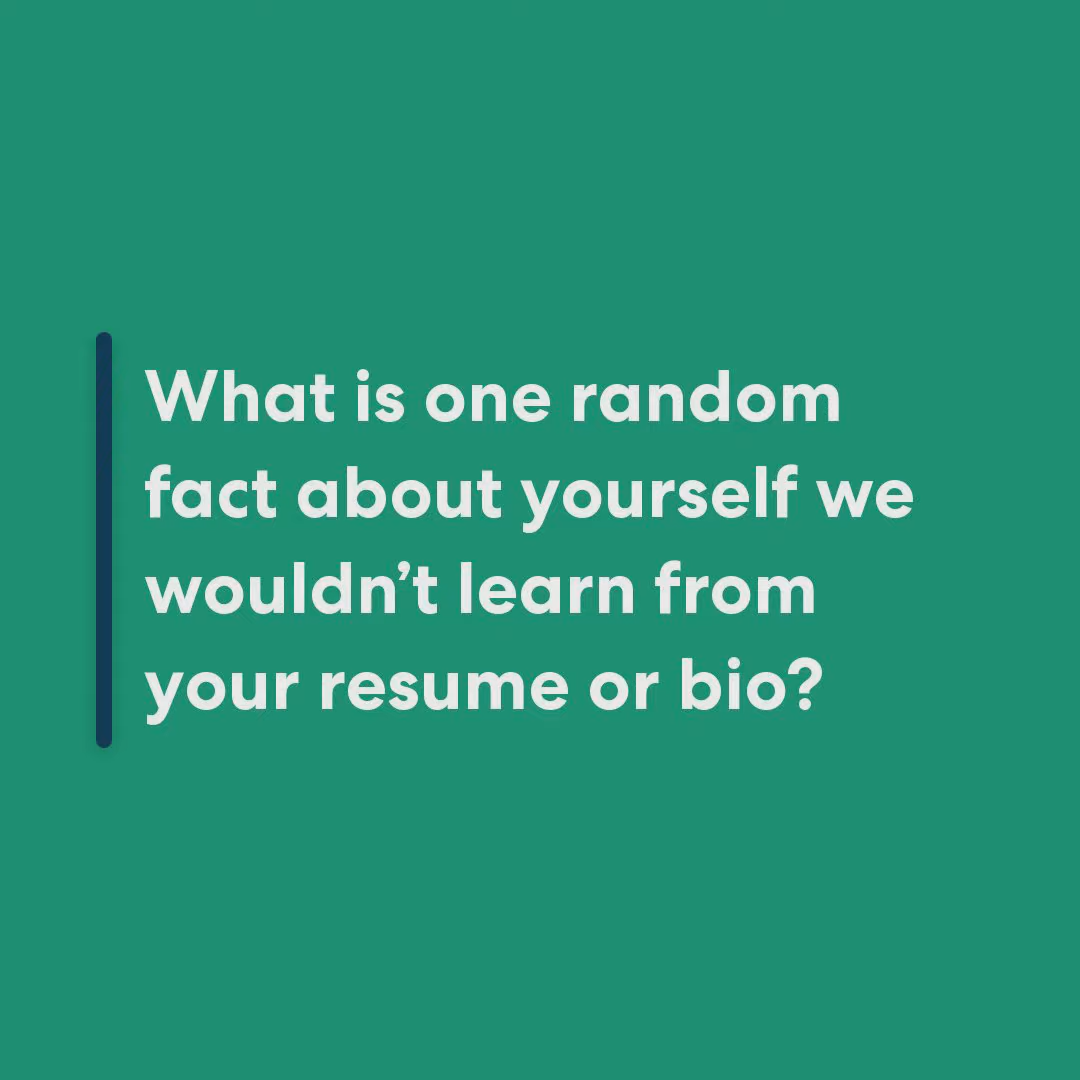 What is one random
fact about yourself we
wouldn’t learn from
your resume or bio?